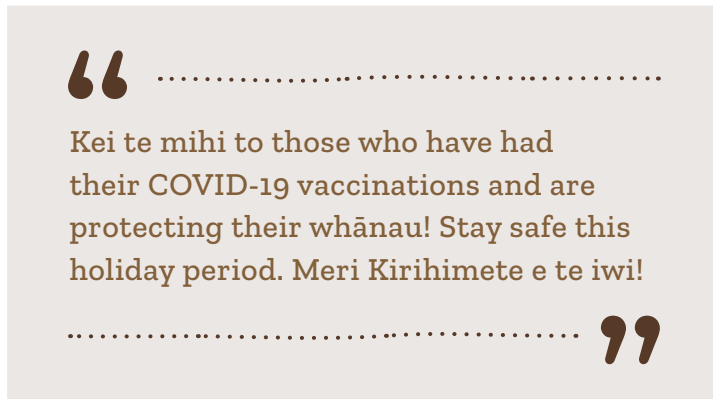 Kei te mihi to those who have had
their COVID-19 vaccinations and are
protecting their whānau! Stay safe this
holiday period. Meri Kirihimete e te iwi!